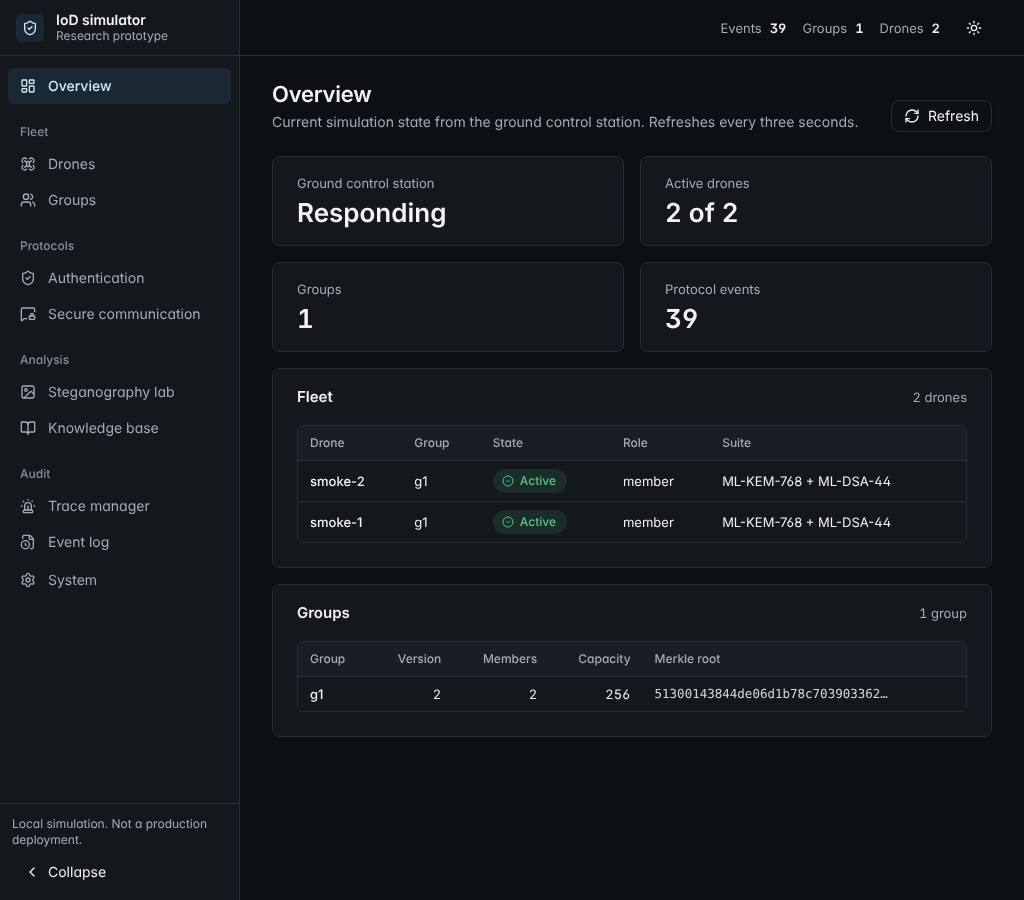 IoD simulator
Research prototype
Events 39 Groups 1 Drones 2
Overview
Fleet
Drones
Groups
Protocols
Authentication
Secure communication
Analysis
Steganography lab
Knowledge base
Audit
Trace manager
Event log
System
Local simulation. Not a production
deployment.
Collapse
Overview
Current simulation state from the ground control station. Refreshes every three seconds.
Refresh
Ground control station
Responding
Active drones
2 of 2
Groups
1
Protocol events
39
Fleet 2 drones
Drone Group State Role Suite
smoke-2 g1 Active member ML-KEM-768 + ML-DSA-44
smoke-1 g1 Active member ML-KEM-768 + ML-DSA-44
Groups 1 group
Group Version Members Capacity Merkle root
g1 2 2 256 51300143844de06d1b78c703903362…